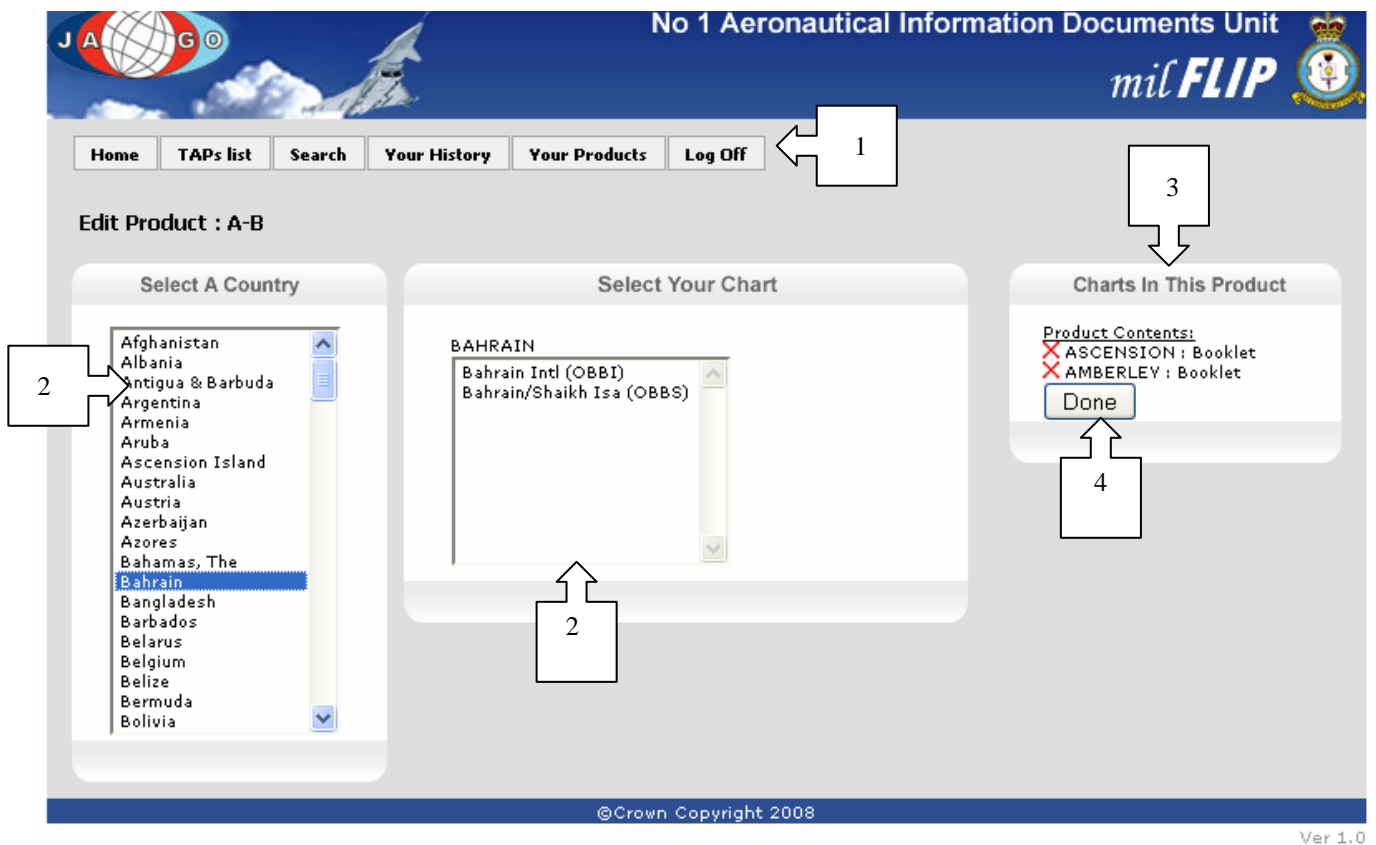 JAGO
No 1 Aeronautical Information Documents Unit
mil FLIP
Home TAPs list Search Your History Your Products Log Off
1
3
Edit Product : A-B
Select A Country
Select Your Chart
Charts In This Product
2
Afghanistan
Albania
Antigua & Barbuda
Argentina
Armenia
Aruba
Ascension Island
Australia
Austria
Azerbaijan
Azores
Bahamas, The
Bahrain
Bangladesh
Barbados
Belarus
Belgium
Belize
Bermuda
Bolivia
BAHRAIN
Bahrain Intl (OBBI)
Bahrain/Shaikh Isa (OBBS)
2
Product Contents:
ASCENSION : Booklet
AMBERLEY : Booklet
Done
4
©Crown Copyright 2008
Ver 1.0